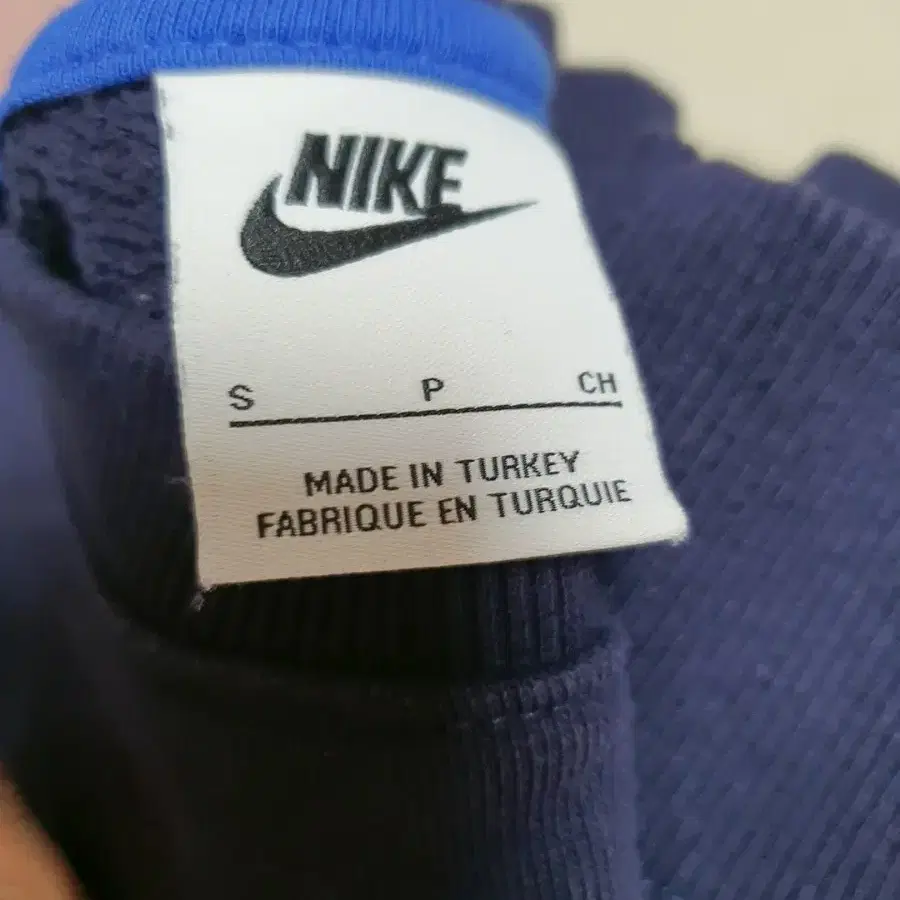 NIKE
S P CH
MADE IN TURKEY
FABRIQUE EN TURQUIE